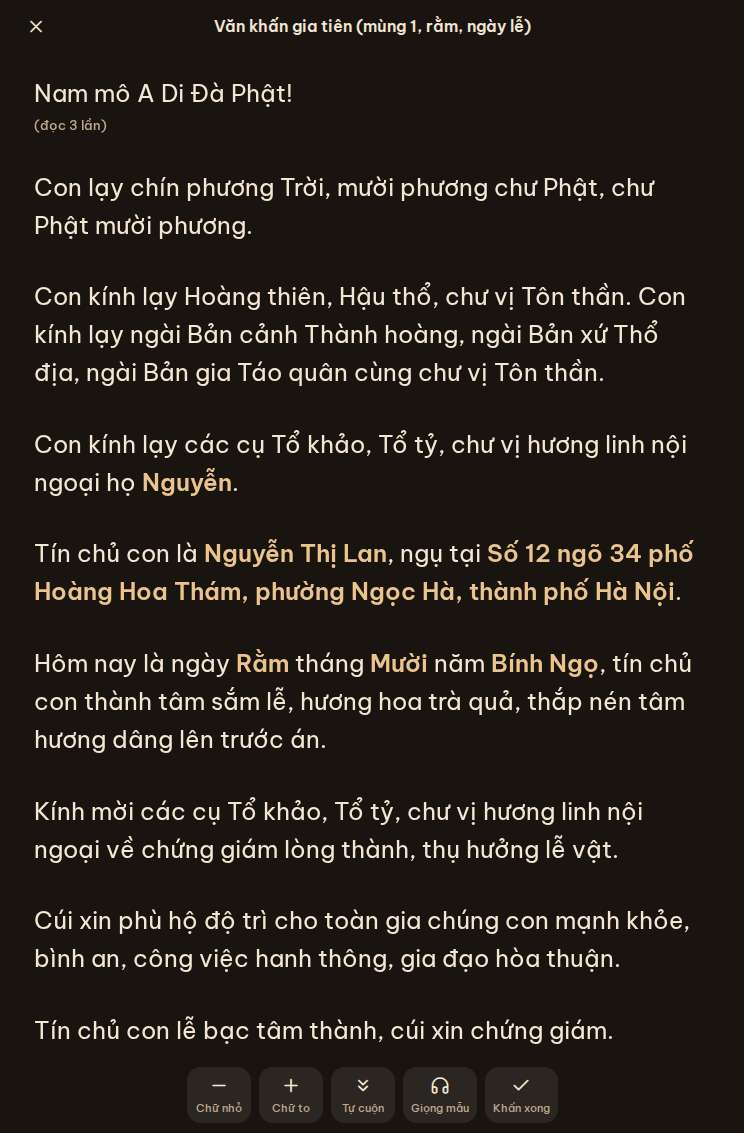 Văn khấn gia tiên (mùng 1, rằm, ngày lễ)
Nam mô A Di Đà Phật!
(đọc 3 lần)
Con lạy chín phương Trời, mười phương chư Phật, chư
Phật mười phương.
Con kính lạy Hoàng thiên, Hậu thổ, chư vị Tôn thần. Con
kính lạy ngài Bản cảnh Thành hoàng, ngài Bản xứ Thổ
địa, ngài Bản gia Táo quân cùng chư vị Tôn thần.
Con kính lạy các cụ Tổ khảo, Tổ tỷ, chư vị hương linh nội
ngoại họ Nguyễn.
Tín chủ con là Nguyễn Thị Lan, ngụ tại Số 12 ngõ 34 phố
Hoàng Hoa Thám, phường Ngọc Hà, thành phố Hà Nội.
Hôm nay là ngày Rằm tháng Mười năm Bính Ngọ, tín chủ
con thành tâm sắm lễ, hương hoa trà quả, thắp nén tâm
hương dâng lên trước án.
Kính mời các cụ Tổ khảo, Tổ tỷ, chư vị hương linh nội
ngoại về chứng giám lòng thành, thụ hưởng lễ vật.
Cúi xin phù hộ độ trì cho toàn gia chúng con mạnh khỏe,
bình an, công việc hanh thông, gia đạo hòa thuận.
Tín chủ con lễ bạc tâm thành, cúi xin chứng giám.
Chữ nhỏ Chữ to Tự cuộn Giọng mẫu Khấn xong